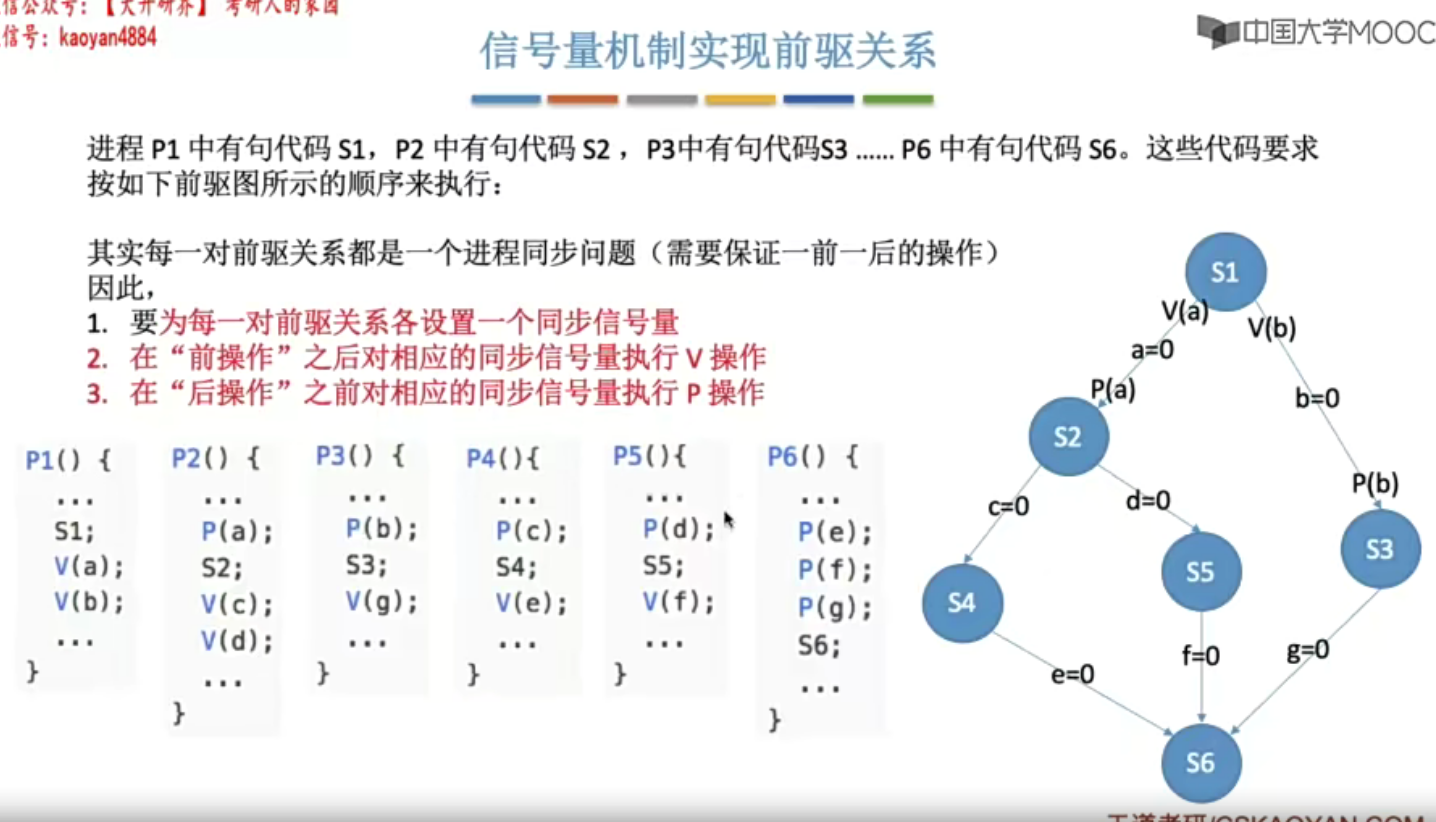 信公众号：【大开研界】 考研人的家园
信号：kaoyan4884
中国大学MOOC
信号量机制实现前驱关系
进程 P1 中有句代码 S1，P2 中有句代码 S2 ，P3中有句代码S3 …… P6 中有句代码 S6。这些代码要求
按如下前驱图所示的顺序来执行：
其实每一对前驱关系都是一个进程同步问题（需要保证一前一后的操作）
因此，
1. 要为每一对前驱关系各设置一个同步信号量
2. 在“前操作”之后对相应的同步信号量执行 V 操作
3. 在“后操作”之前对相应的同步信号量执行 P 操作
P1() {
...
S1;
V(a);
V(b);
...
}
P2() {
...
P(a);
S2;
V(c);
V(d);
...
}
P3() {
...
P(b);
S3;
V(g);
...
}
P4(){
...
P(c);
S4;
V(e);
...
}
P5(){
...
P(d);
S5;
V(f);
...
}
P6() {
...
P(e);
P(f);
P(g);
S6;
...
}
S1
V(a)
V(b)
a=0
P(a)
b=0
S2
P(b)
c=0
d=0
S3
S5
S4
f=0
g=0
e=0
S6
王道考研/CSKAOYAN.COM